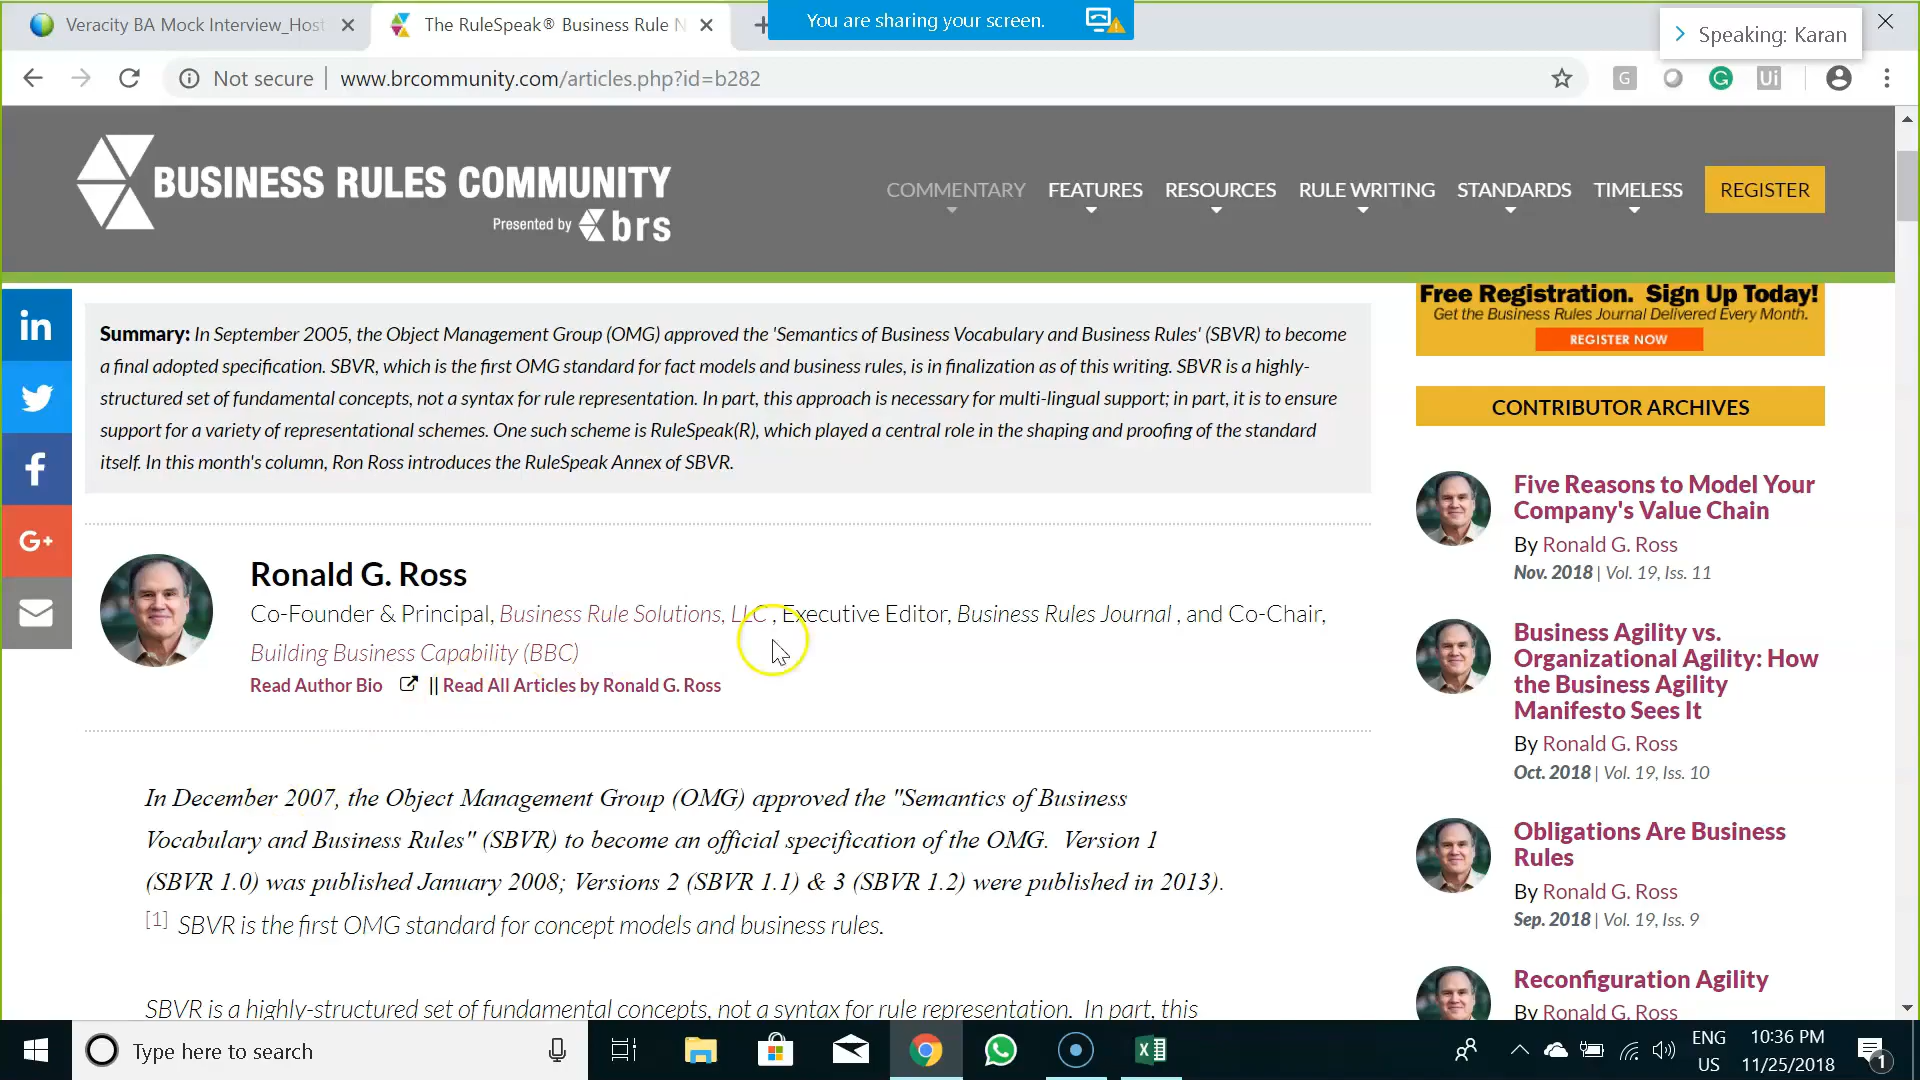 Veracity BA Mock Interview_Host
The RuleSpeak® Business Rule N
You are sharing your screen.
Speaking: Karan
Not secure
www.brcommunity.com/articles.php?id=b282
G
G
Ui
BUSINESS RULES COMMUNITY
Presented by brs
COMMENTARY
FEATURES
RESOURCES
RULE WRITING
STANDARDS
TIMELESS
REGISTER
in
f
G+
Summary: In September 2005, the Object Management Group (OMG) approved the 'Semantics of Business Vocabulary and Business Rules' (SBVR) to become
a final adopted specification. SBVR, which is the first OMG standard for fact models and business rules, is in finalization as of this writing. SBVR is a highly-
structured set of fundamental concepts, not a syntax for rule representation. In part, this approach is necessary for multi-lingual support; in part, it is to ensure
support for a variety of representational schemes. One such scheme is RuleSpeak(R), which played a central role in the shaping and proofing of the standard
itself. In this month's column, Ron Ross introduces the RuleSpeak Annex of SBVR.
Ronald G. Ross
Co-Founder & Principal, Business Rule Solutions, LLC , Executive Editor, Business Rules Journal , and Co-Chair,
Building Business Capability (BBC)
Read Author Bio || Read All Articles by Ronald G. Ross
In December 2007, the Object Management Group (OMG) approved the "Semantics of Business
Vocabulary and Business Rules" (SBVR) to become an official specification of the OMG. Version 1
(SBVR 1.0) was published January 2008; Versions 2 (SBVR 1.1) & 3 (SBVR 1.2) were published in 2013).
[1] SBVR is the first OMG standard for concept models and business rules.
SBVR is a highly-structured set of fundamental concepts, not a syntax for rule representation. In part, this
Free Registration. Sign Up Today!
Get the Business Rules Journal Delivered Every Month.
REGISTER NOW
CONTRIBUTOR ARCHIVES
Five Reasons to Model Your
Company's Value Chain
By Ronald G. Ross
Nov. 2018 | Vol. 19, Iss. 11
Business Agility vs.
Organizational Agility: How
the Business Agility
Manifesto Sees It
By Ronald G. Ross
Oct. 2018 | Vol. 19, Iss. 10
Obligations Are Business
Rules
By Ronald G. Ross
Sep. 2018 | Vol. 19, Iss. 9
Reconfiguration Agility
By Ronald G. Ross
Type here to search
ENG
US
10:36 PM
11/25/2018
1